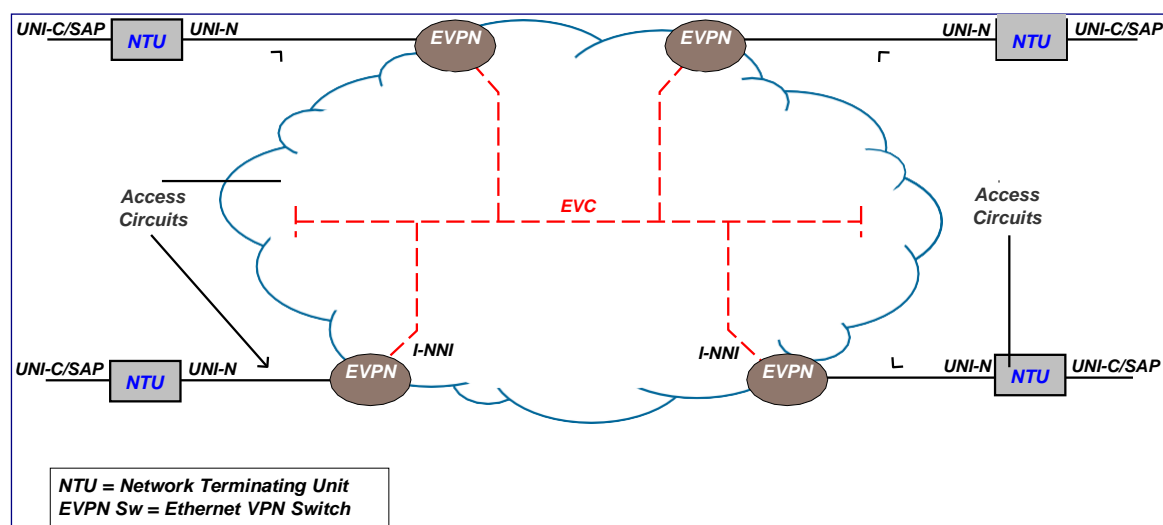 UNI-C/SAP
NTU
UNI-N
EVPN
EVPN
UNI-N
NTU
UNI-C/SAP
Access
Circuits
EVC
Access
Circuits
I-NNI
I-NNI
UNI-C/SAP
NTU
UNI-N
EVPN
EVPN
UNI-N
NTU
UNI-C/SAP
NTU = Network Terminating Unit
EVPN Sw = Ethernet VPN Switch